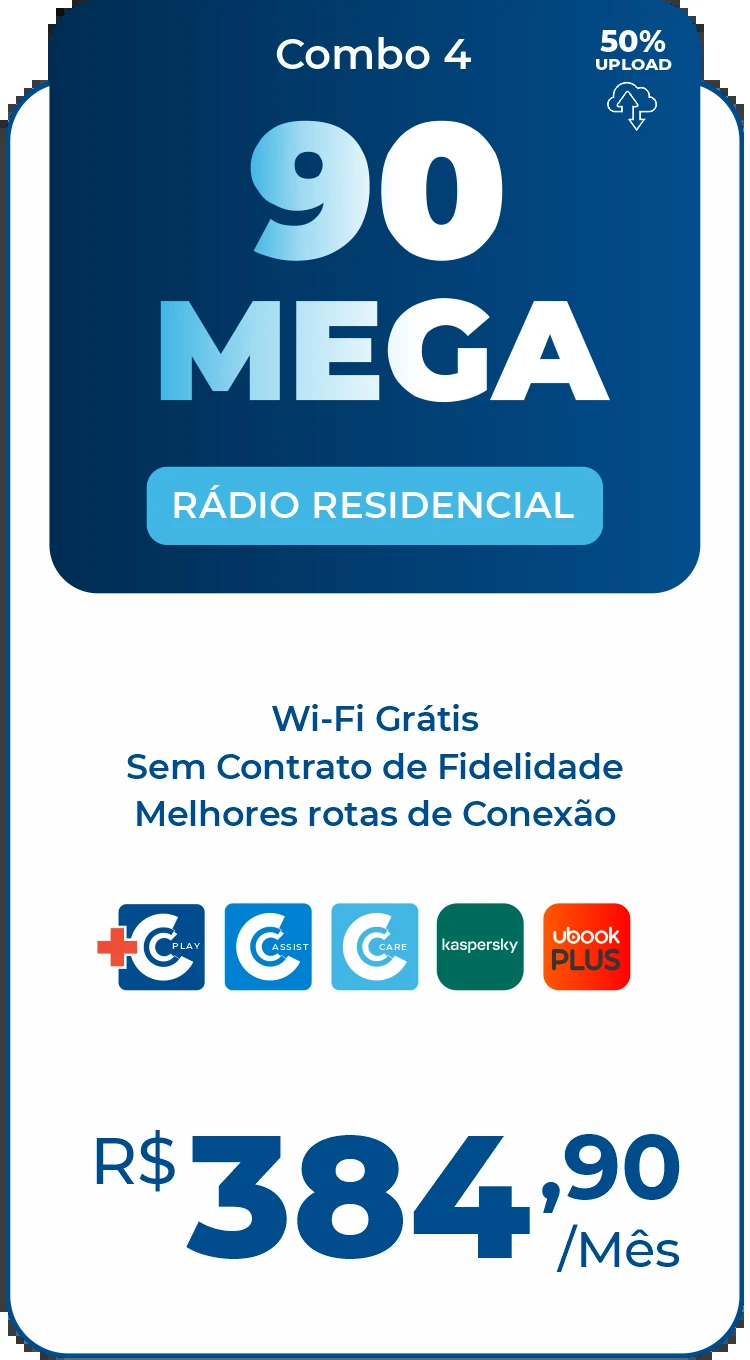 Combo 4
50%
UPLOAD
90
MEGA
RÁDIO RESIDENCIAL
Wi-Fi Grátis
Sem Contrato de Fidelidade
Melhores rotas de Conexão
PLAY
ASSIST
CARE
kaspersky
ubook
PLUS
R$384,90
/Mês